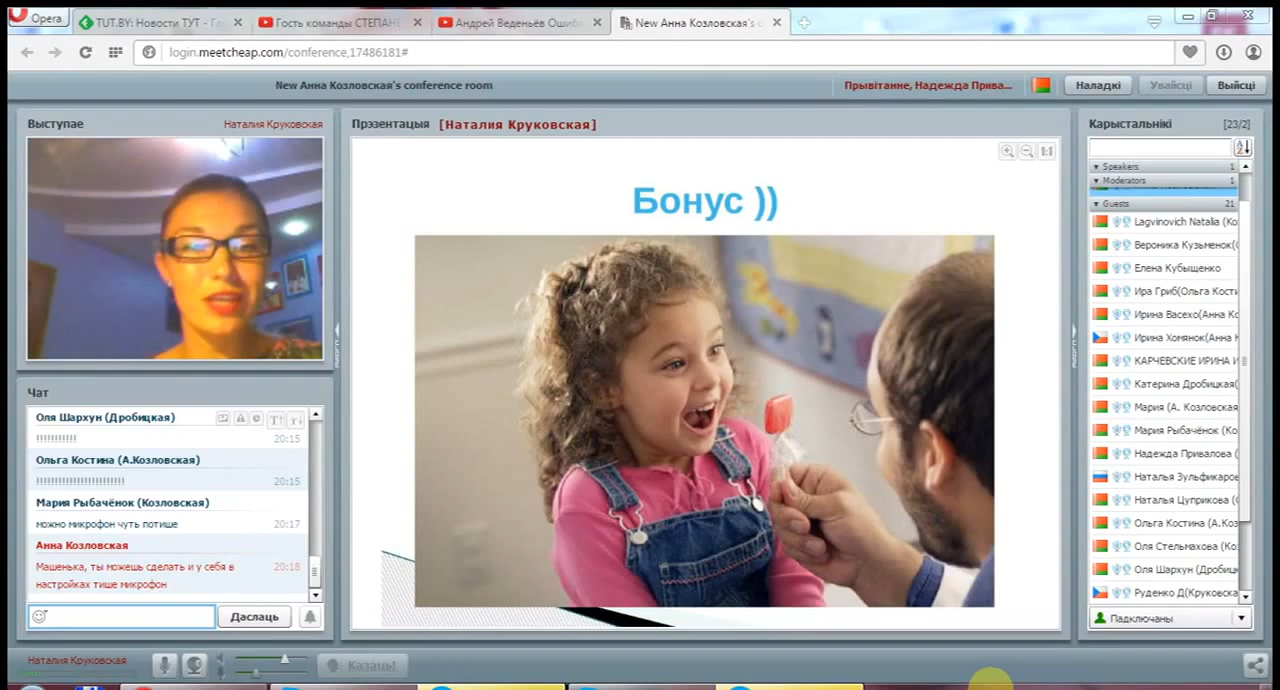 Opera
TUT.BY: Новости ТУТ - Гл
Гость команды СТЕПАН
Андрей Веденьёв Ошиб
New Анна Козловская's c
login.meetcheap.com/conference,17486181#
New Анна Козловская's conference room
Прывітанне, Надежда Прива...
Наладкі
Увайсці
Выйсці
Выступае
Наталия Круковская
Прэзентацыя [Наталия Круковская]
1:1
Бонус ))
Карыстальнікі
[23/2]
Speakers 1
Moderators 1
Guests 21
Lagvinovich Natalia (Ко
Вероника Кузьменок(
Елена Кубыщенко
Ира Гриб(Ольга Кости
Ирина Васехо(Анна Ко
Ирина Хомянок(Анна К
КАРЧЕВСКИЕ ИРИНА И
Катерина Дробицкая(
Мария (А. Козловская
Мария Рыбачёнок (Ко
Надежда Привалова (
Наталья Зульфикаров
Наталья Цуприкова (
Ольга Костина (А.Коз
Оля Стельмахова (Ко
Оля Шархун (Дробиц
Руденко Д(Круковска
Падключаны
Чат
Оля Шархун (Дробицкая)
!!!!!!!!!!! 20:15
Ольга Костина (А.Козловская)
!!!!!!!!!!!!!!!!!!!!!!!! 20:15
Мария Рыбачёнок (Козловская)
можно микрофон чуть потише 20:17
Анна Козловская
Машенька, ты можешь сделать и у себя в 20:18
настройках тише микрофон
Даслаць
Наталия Круковская
Казаць!